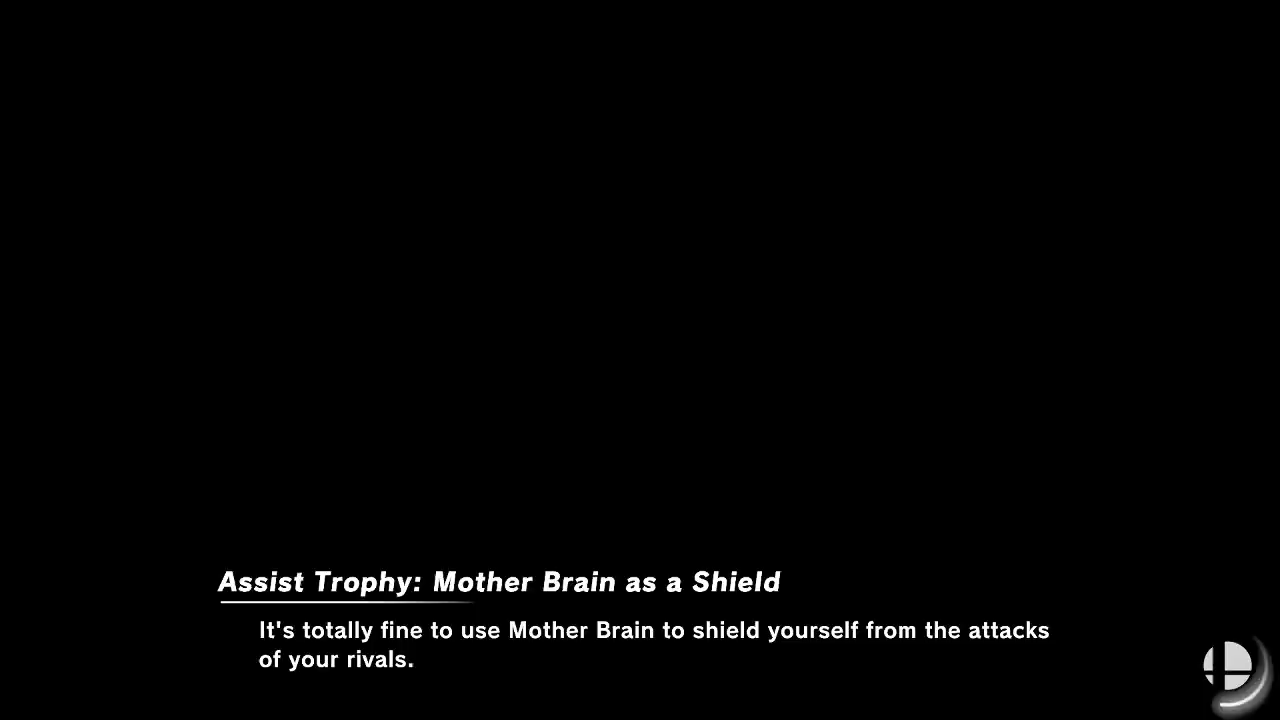 Assist Trophy: Mother Brain as a Shield
It's totally fine to use Mother Brain to shield yourself from the attacks
of your rivals.